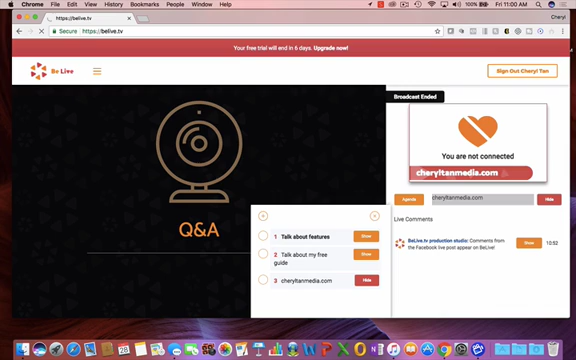 Chrome File Edit View History Bookmarks People Window Help
100% Fri 11:00 AM
https://belive.tv
Cheryl
Secure https://belive.tv
Your free trial will end in 6 days. Upgrade now!
Be Live
Sign Out Cheryl Tan
Broadcast Ended
You are not connected
cheryltanmedia.com
Agenda
cheryltanmedia.com
Hide
Live Comments
BeLive.tv production studio: Comments from the Facebook live post appear on BeLive!
Show
10:52
Q&A
1 Talk about features Show
2 Talk about my free guide Show
3 cheryltanmedia.com Hide